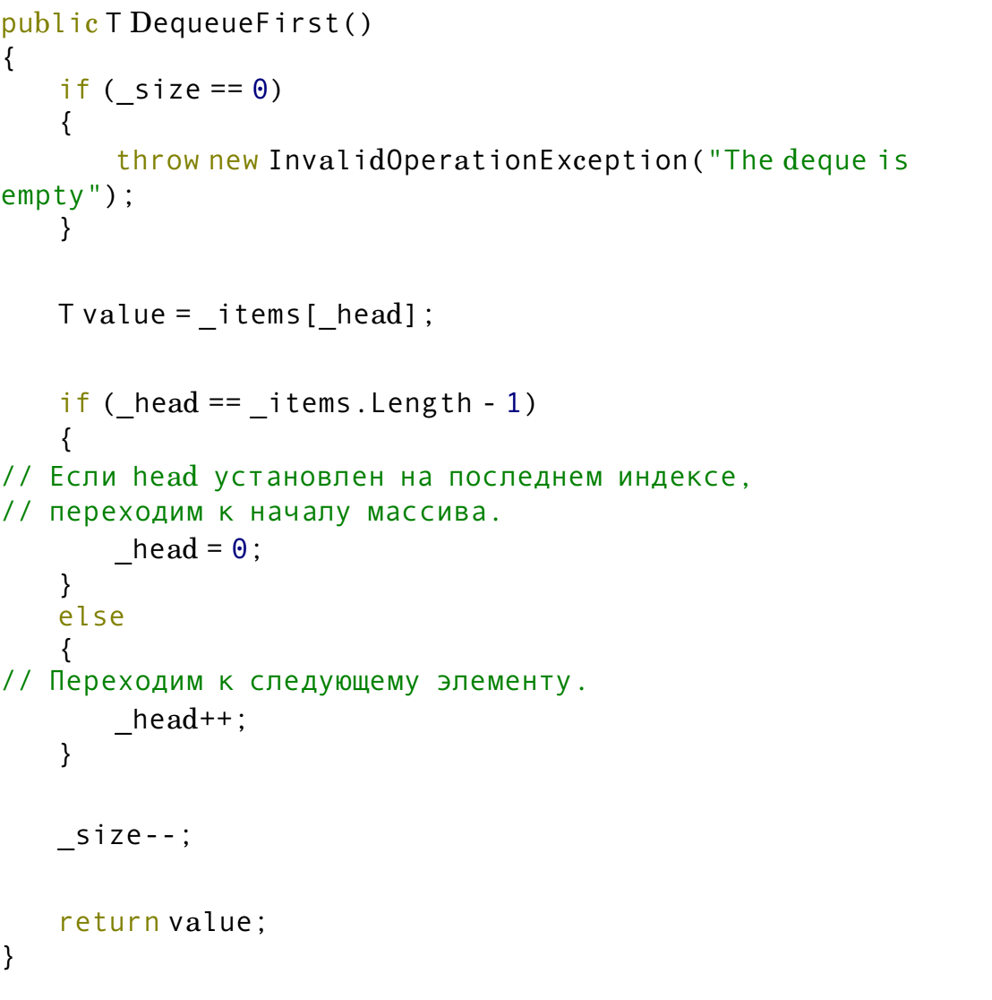 public T DequeueFirst()
{
    if (_size == 0)
    {
        throw new InvalidOperationException("The deque is
empty");
    }

    T value = _items[_head];

    if (_head == _items.Length - 1)
    {
// Если head установлен на последнем индексе,
// переходим к началу массива.
        _head = 0;
    }
    else
    {
// Переходим к следующему элементу.
        _head++;
    }

    _size--;

    return value;
}